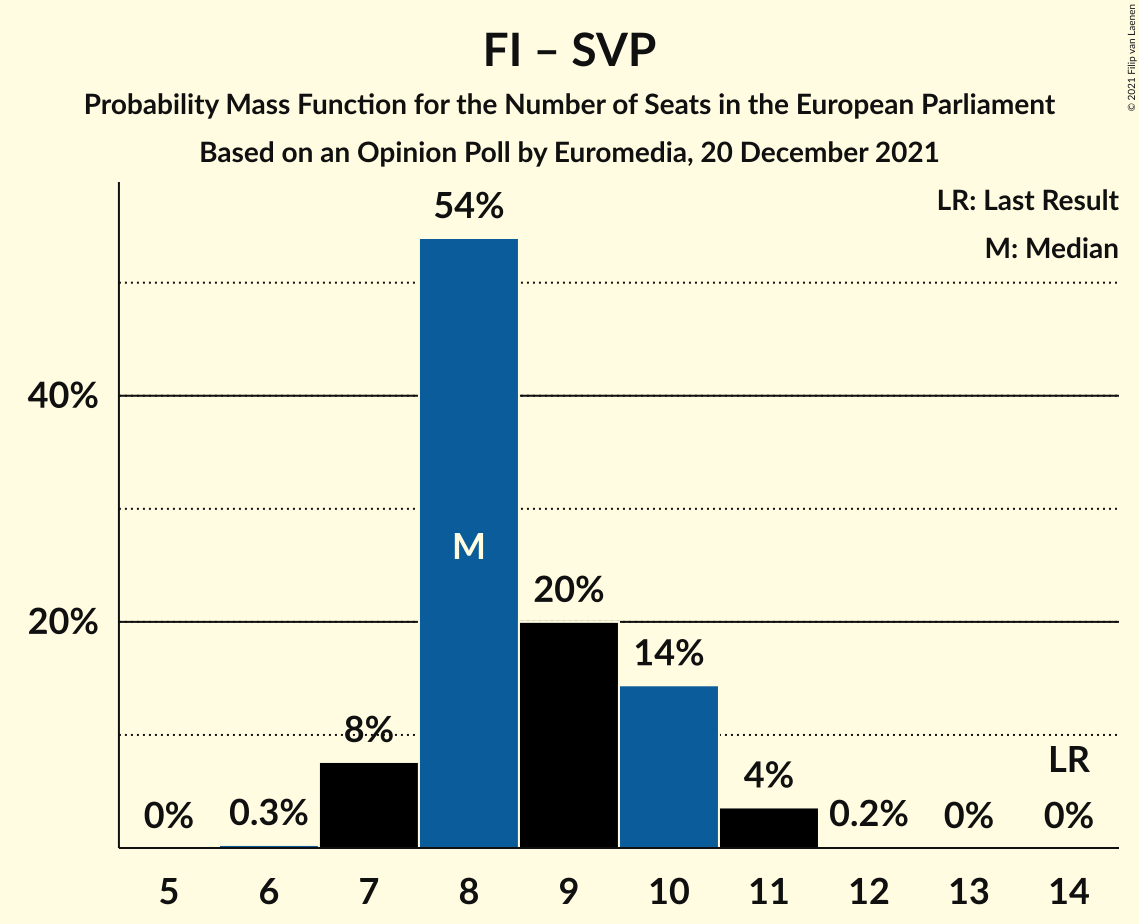 FI – SVP
Probability Mass Function for the Number of Seats in the European Parliament
Based on an Opinion Poll by Euromedia, 20 December 2021
© 2021 Filip van Laenen
LR: Last Result
M: Median
54%
40%
M
20%
20%
14%
8%
LR
4%
0%
0.3%
0.2%
0%
0%
5 6 7 8 9 10 11 12 13 14